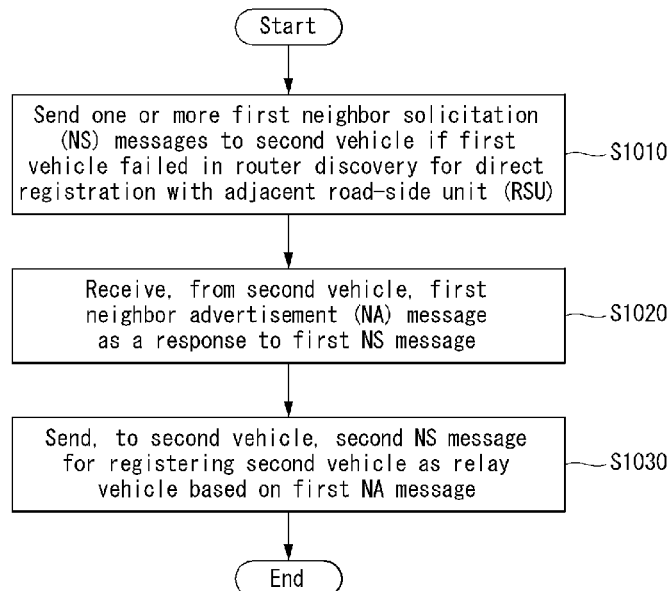 Start
Send one or more first neighbor solicitation
(NS) messages to second vehicle if first
vehicle failed in router discovery for direct
registration with adjacent road-side unit (RSU)
S1010
Receive, from second vehicle, first
neighbor advertisement (NA) message
as a response to first NS message
S1020
Send, to second vehicle, second NS message
for registering second vehicle as relay
vehicle based on first NA message
S1030
End